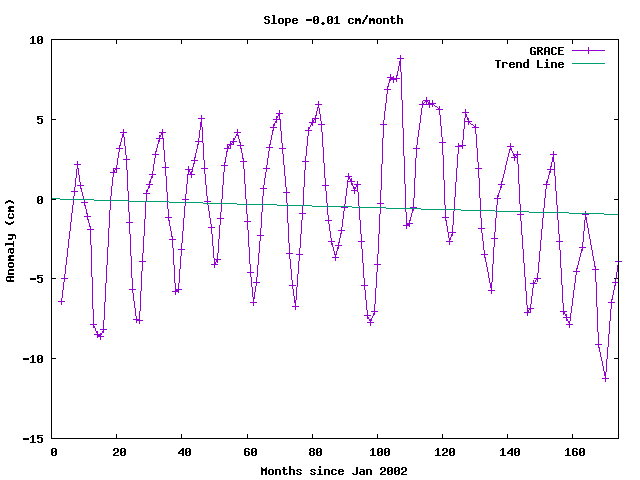 Slope -0.01 cm/month
GRACE
Trend Line
10
5
0
-5
-10
-15
Anomaly (cm)
0 20 40 60 80 100 120 140 160
Months since Jan 2002